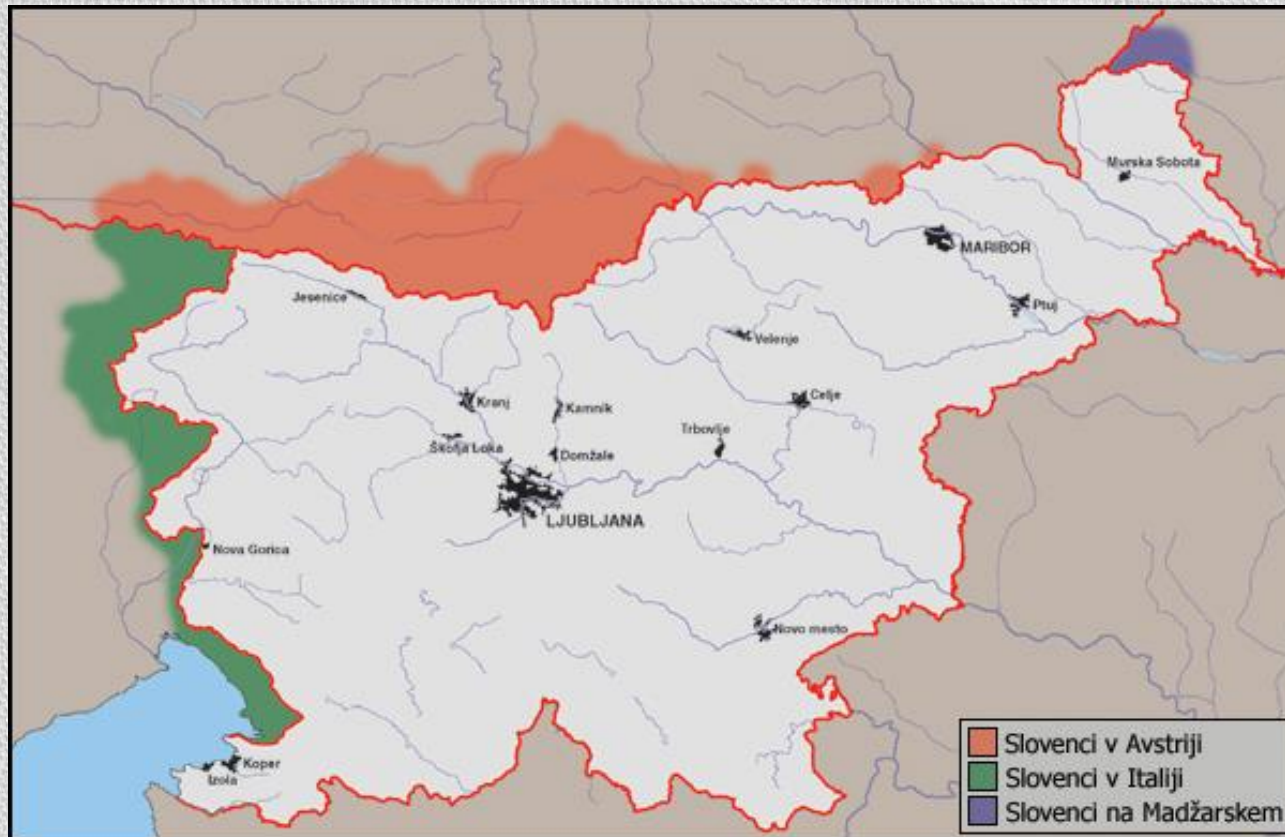 Murska Sobota
MARIBOR
Jesenice
Ptuj
Velenje
Kranj
Kamnik
Celje
Trbovlje
Škofja Loka
Domžale
LJUBLJANA
Nova Gorica
Novo mesto
Koper
Izola
Slovenci v Avstriji
Slovenci v Italiji
Slovenci na Madžarskem